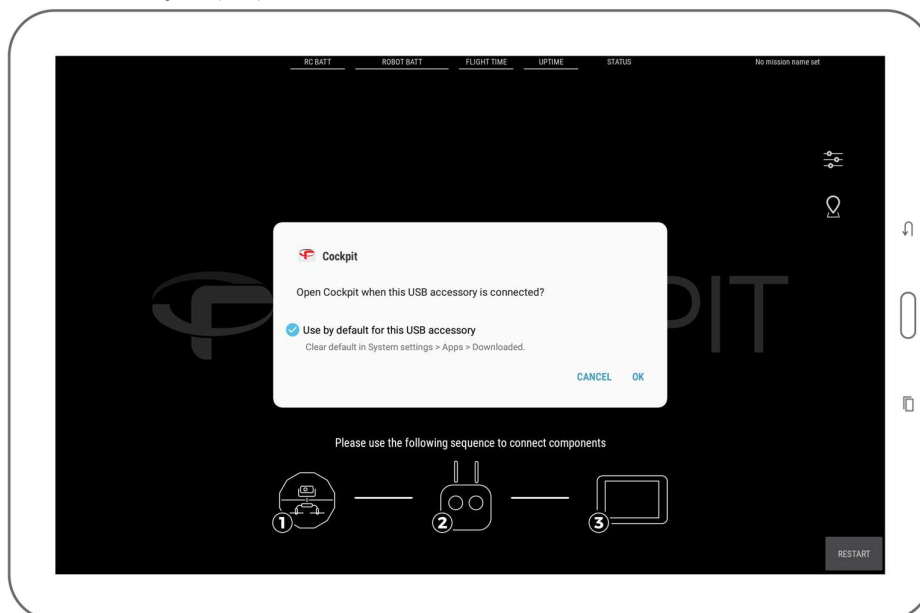 RC BATT ROBOT BATT FLIGHT TIME UPTIME STATUS No mission name set
Cockpit
Open Cockpit when this USB accessory is connected?
Use by default for this USB accessory
Clear default in System settings > Apps > Downloaded.
CANCEL OK
PIT
Please use the following sequence to connect components
1 2 3
RESTART